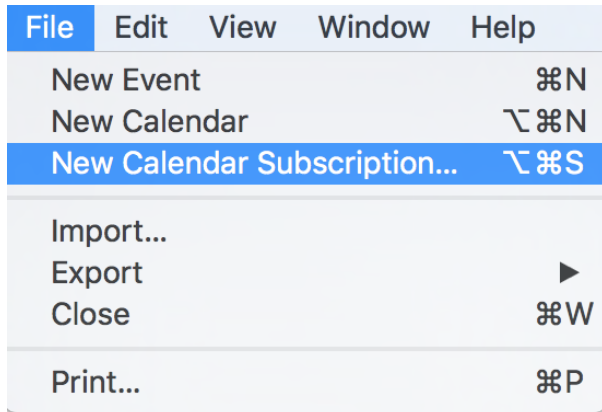 File Edit View Window Help
New Event ⌘N
New Calendar ⌥⌘N
New Calendar Subscription... ⌥⌘S
Import...
Export ▶
Close ⌘W
Print... ⌘P